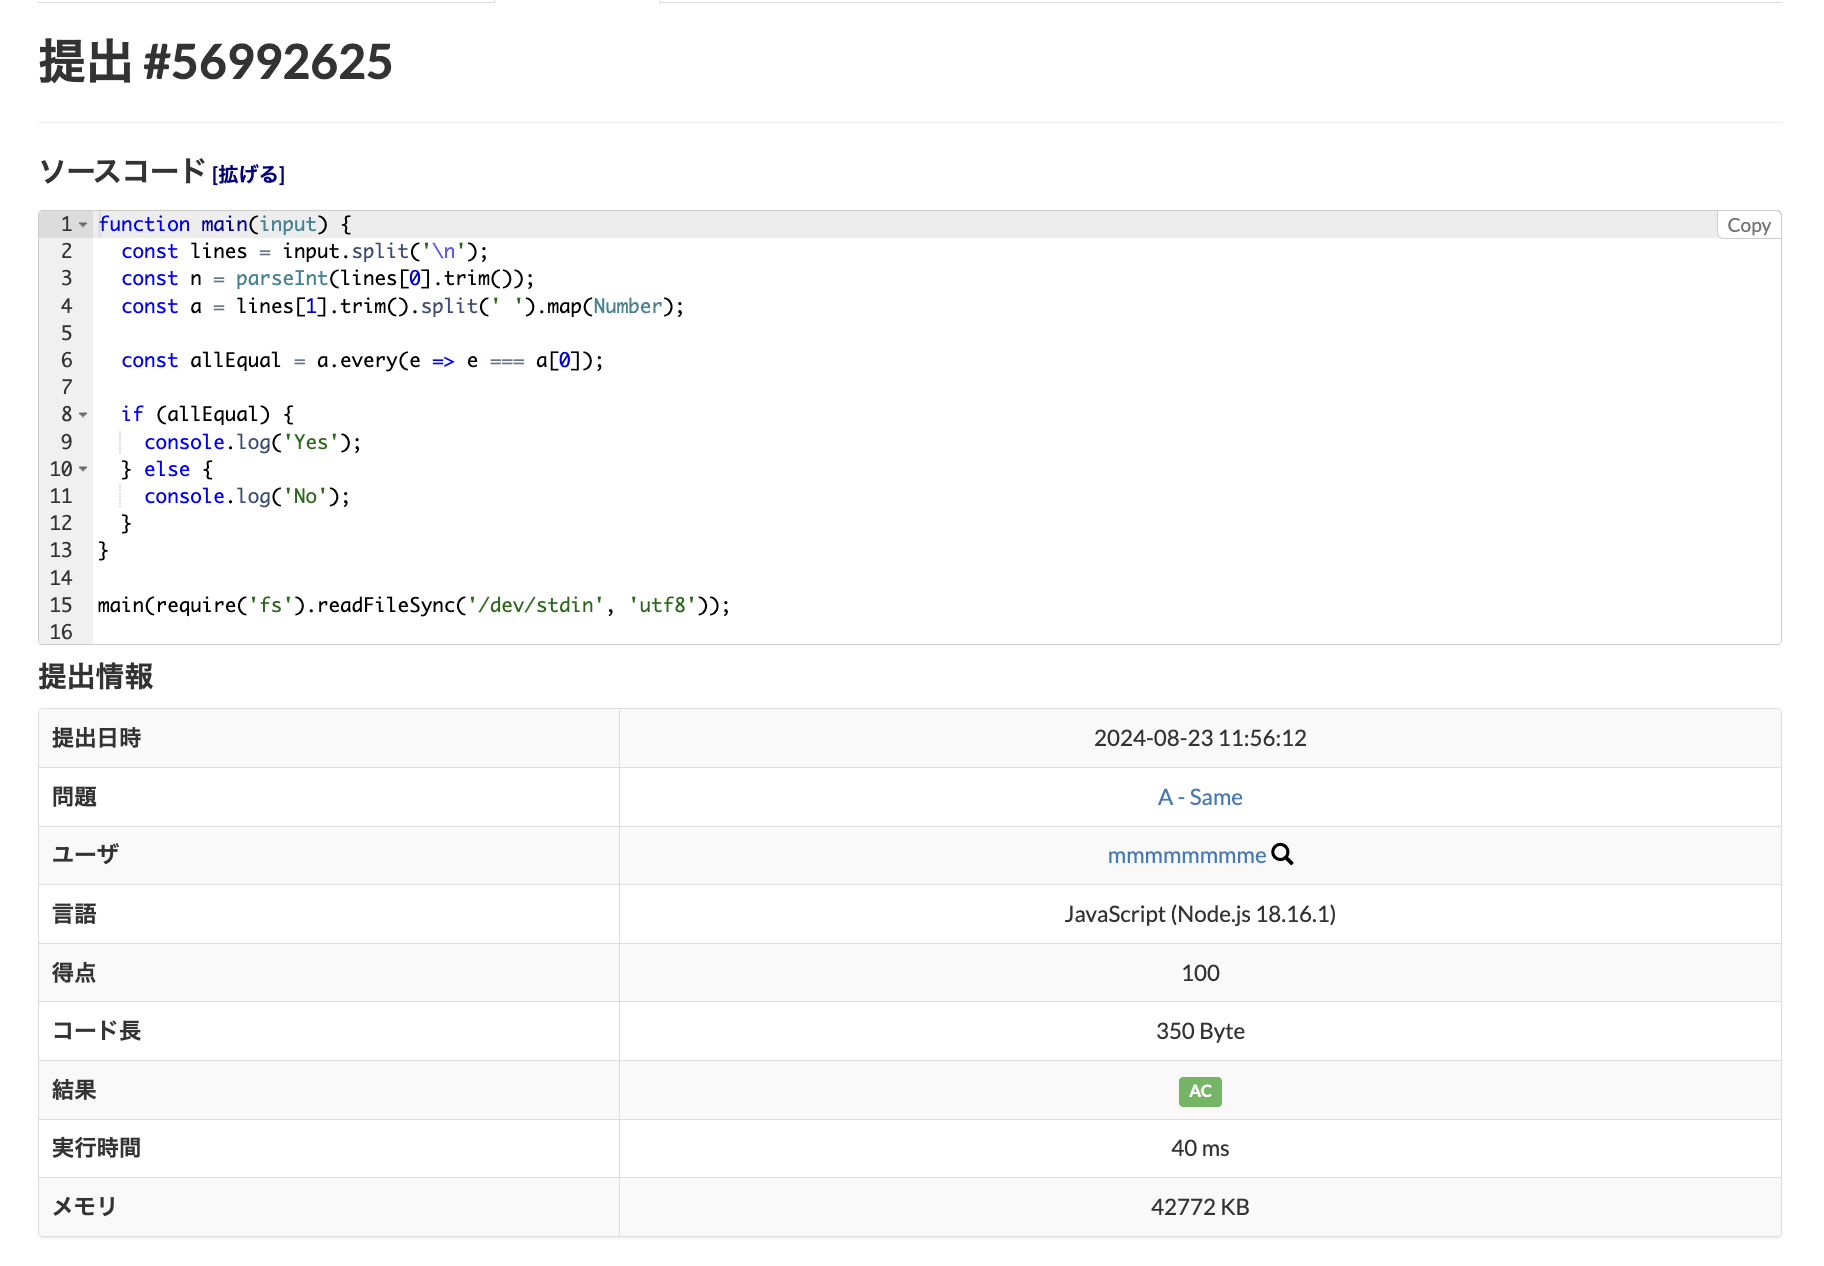 提出 #56992625
ソースコード [拡げる]
Copy
1 function main(input) {
2   const lines = input.split('\n');
3   const n = parseInt(lines[0].trim());
4   const a = lines[1].trim().split(' ').map(Number);
5
6   const allEqual = a.every(e => e === a[0]);
7
8   if (allEqual) {
9     console.log('Yes');
10   } else {
11     console.log('No');
12   }
13 }
14
15 main(require('fs').readFileSync('/dev/stdin', 'utf8'));
16
提出情報
提出日時 2024-08-23 11:56:12
問題 A - Same
ユーザ mmmmmmmme
言語 JavaScript (Node.js 18.16.1)
得点 100
コード長 350 Byte
結果 AC
実行時間 40 ms
メモリ 42772 KB